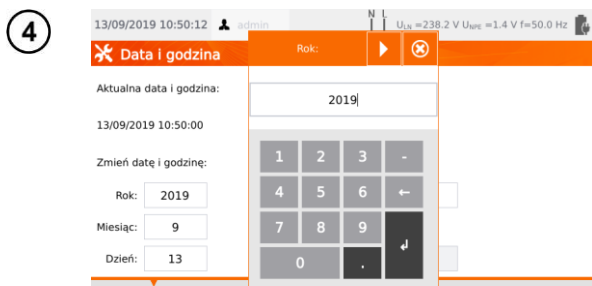 4
13/09/2019 10:50:12 admin N L U_LN =238.2 V U_NPE =1.4 V f=50.0 Hz
Data i godzina
Rok:
Aktualna data i godzina:
2019
13/09/2019 10:50:00
Zmień datę i godzinę:
1 2 3 -
Rok: 2019
4 5 6 ←
Miesiąc: 9
7 8 9 ↲
Dzień: 13
0 .